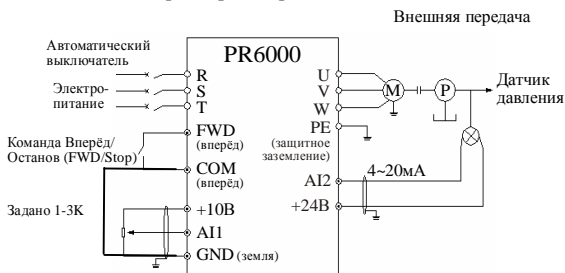 Внешняя передача
Автоматический
выключатель
PR6000
R
S
T
Электро-
питание
U
V
W
M
P
Датчик
давления
FWD
(вперёд)
PE
(защитное
заземление)
Команда Вперёд/
Останов (FWD/Stop)
COM
(вперёд)
AI2
4~20мА
+24В
Задано 1-3К
+10В
AI1
GND (земля)